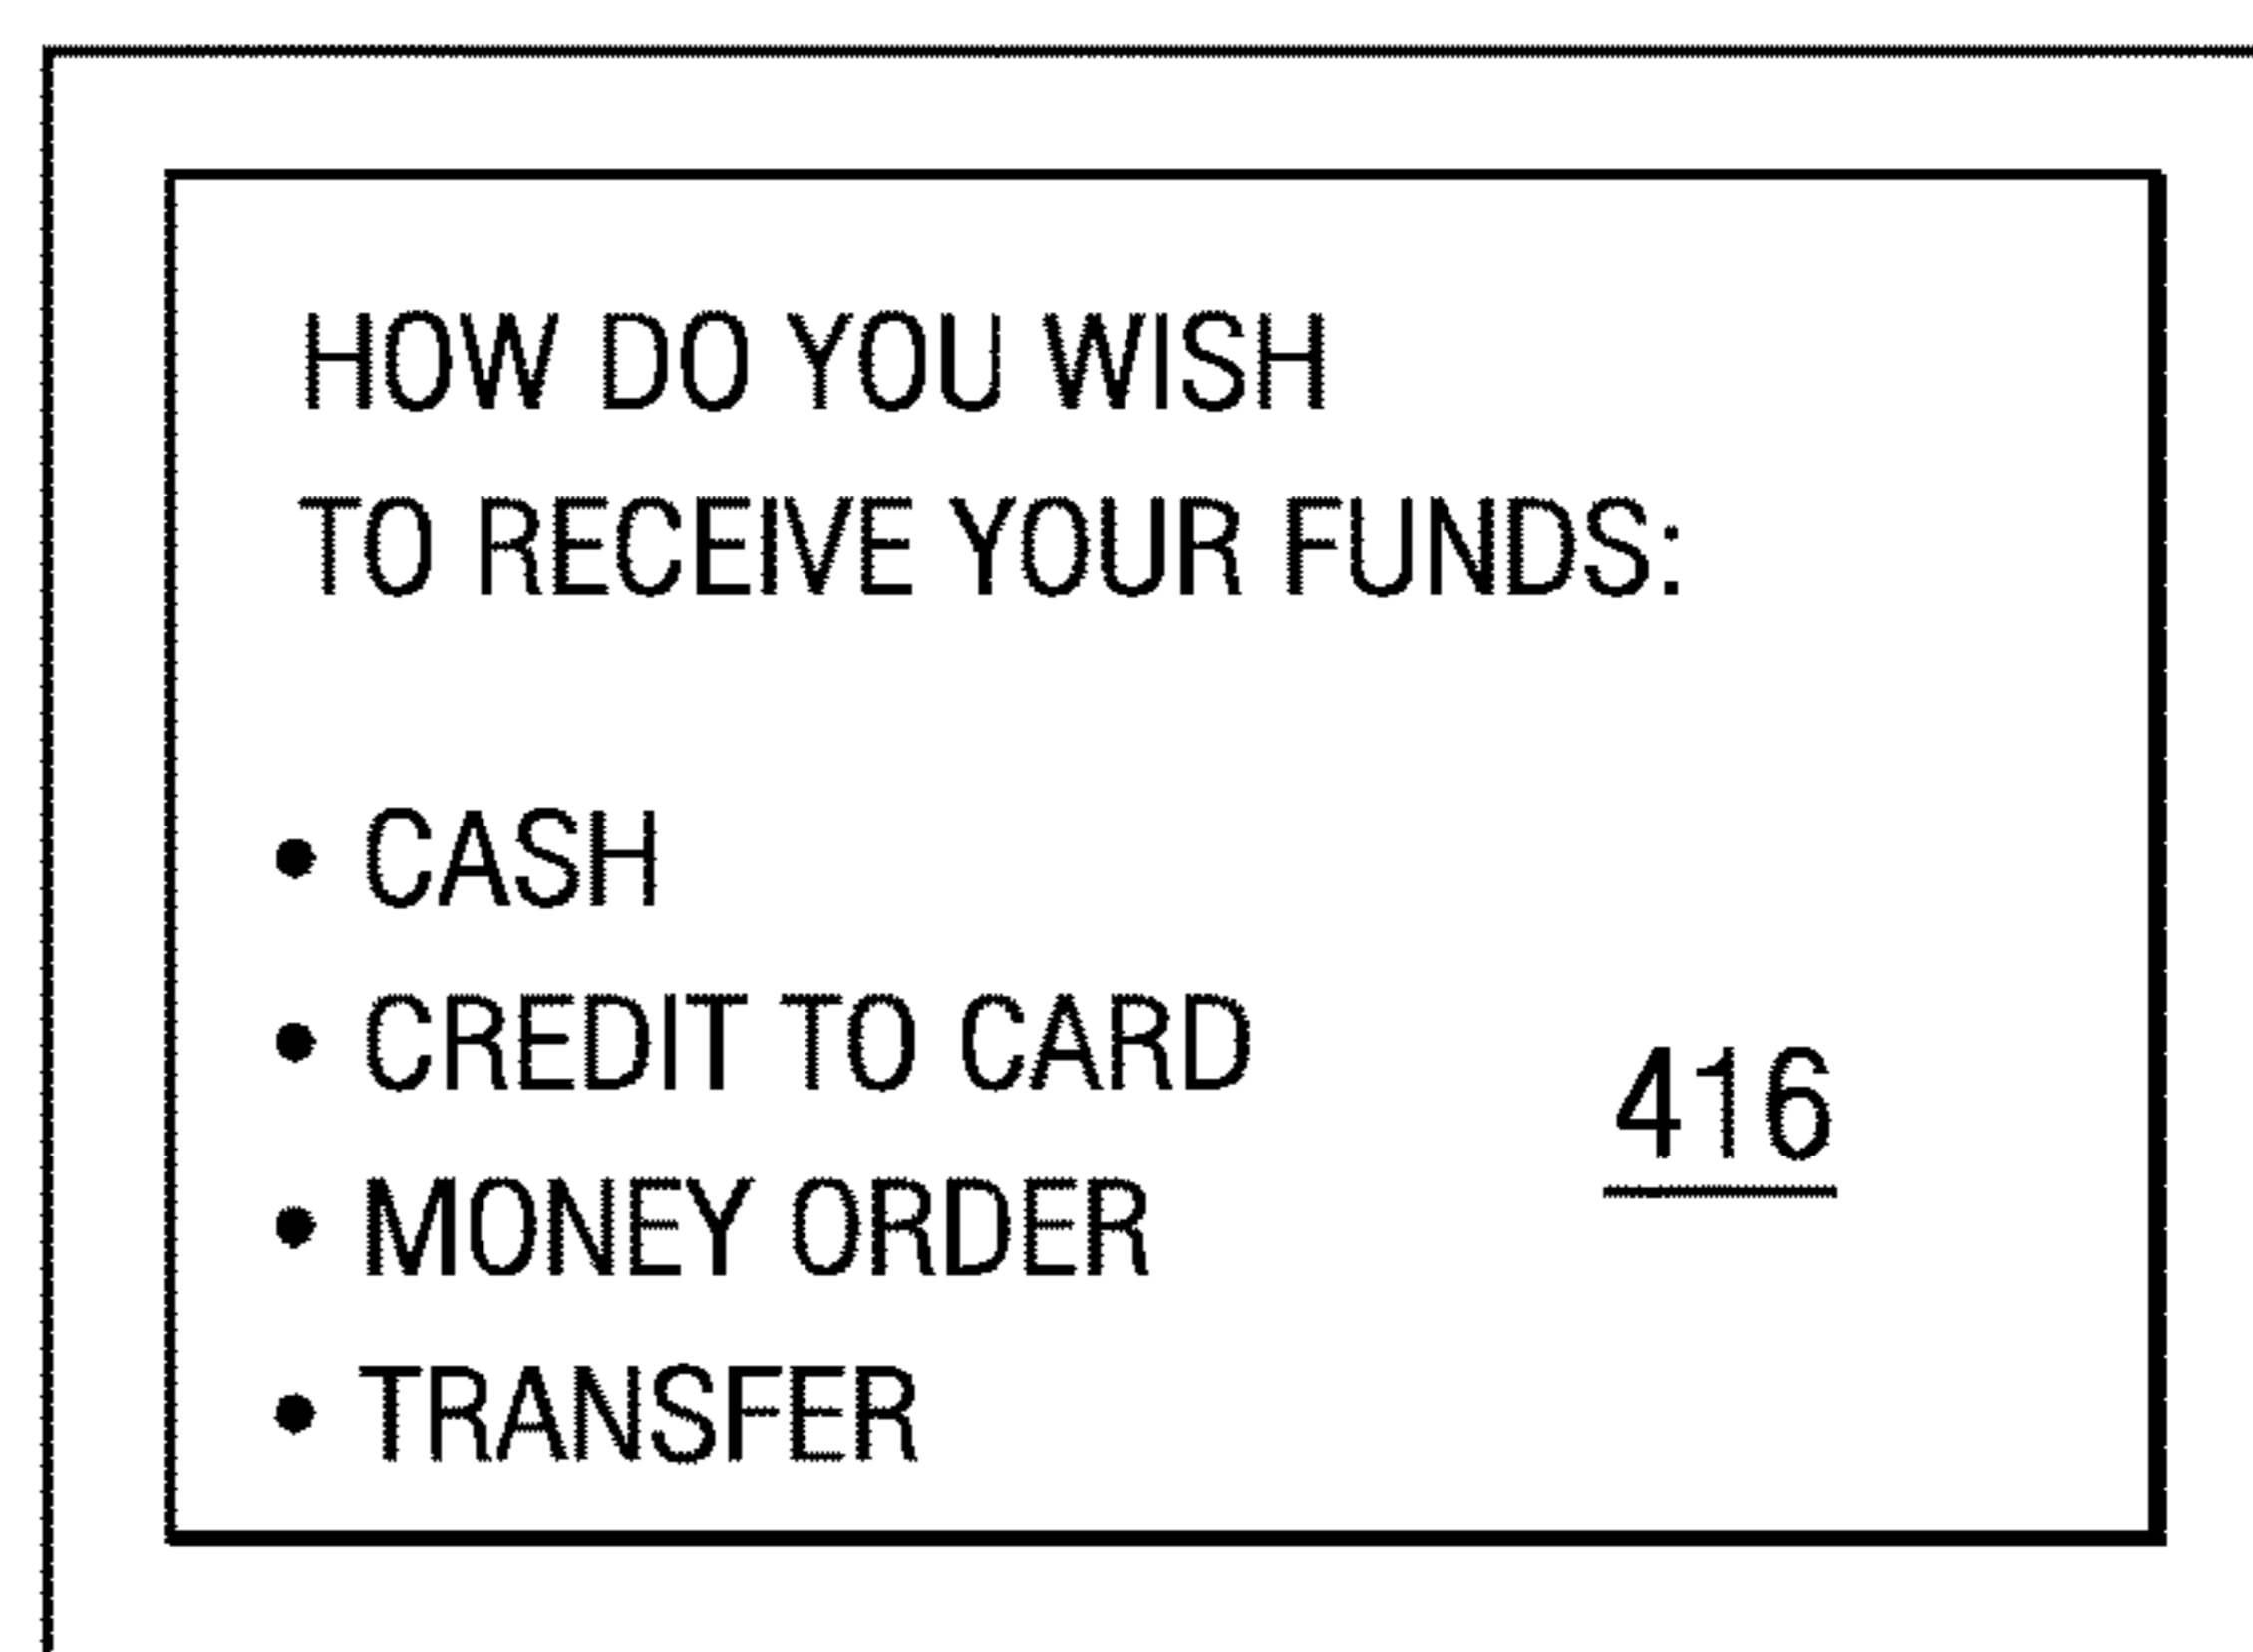 HOW DO YOU WISH
TO RECEIVE YOUR FUNDS:
• CASH
• CREDIT TO CARD
416
• MONEY ORDER
• TRANSFER